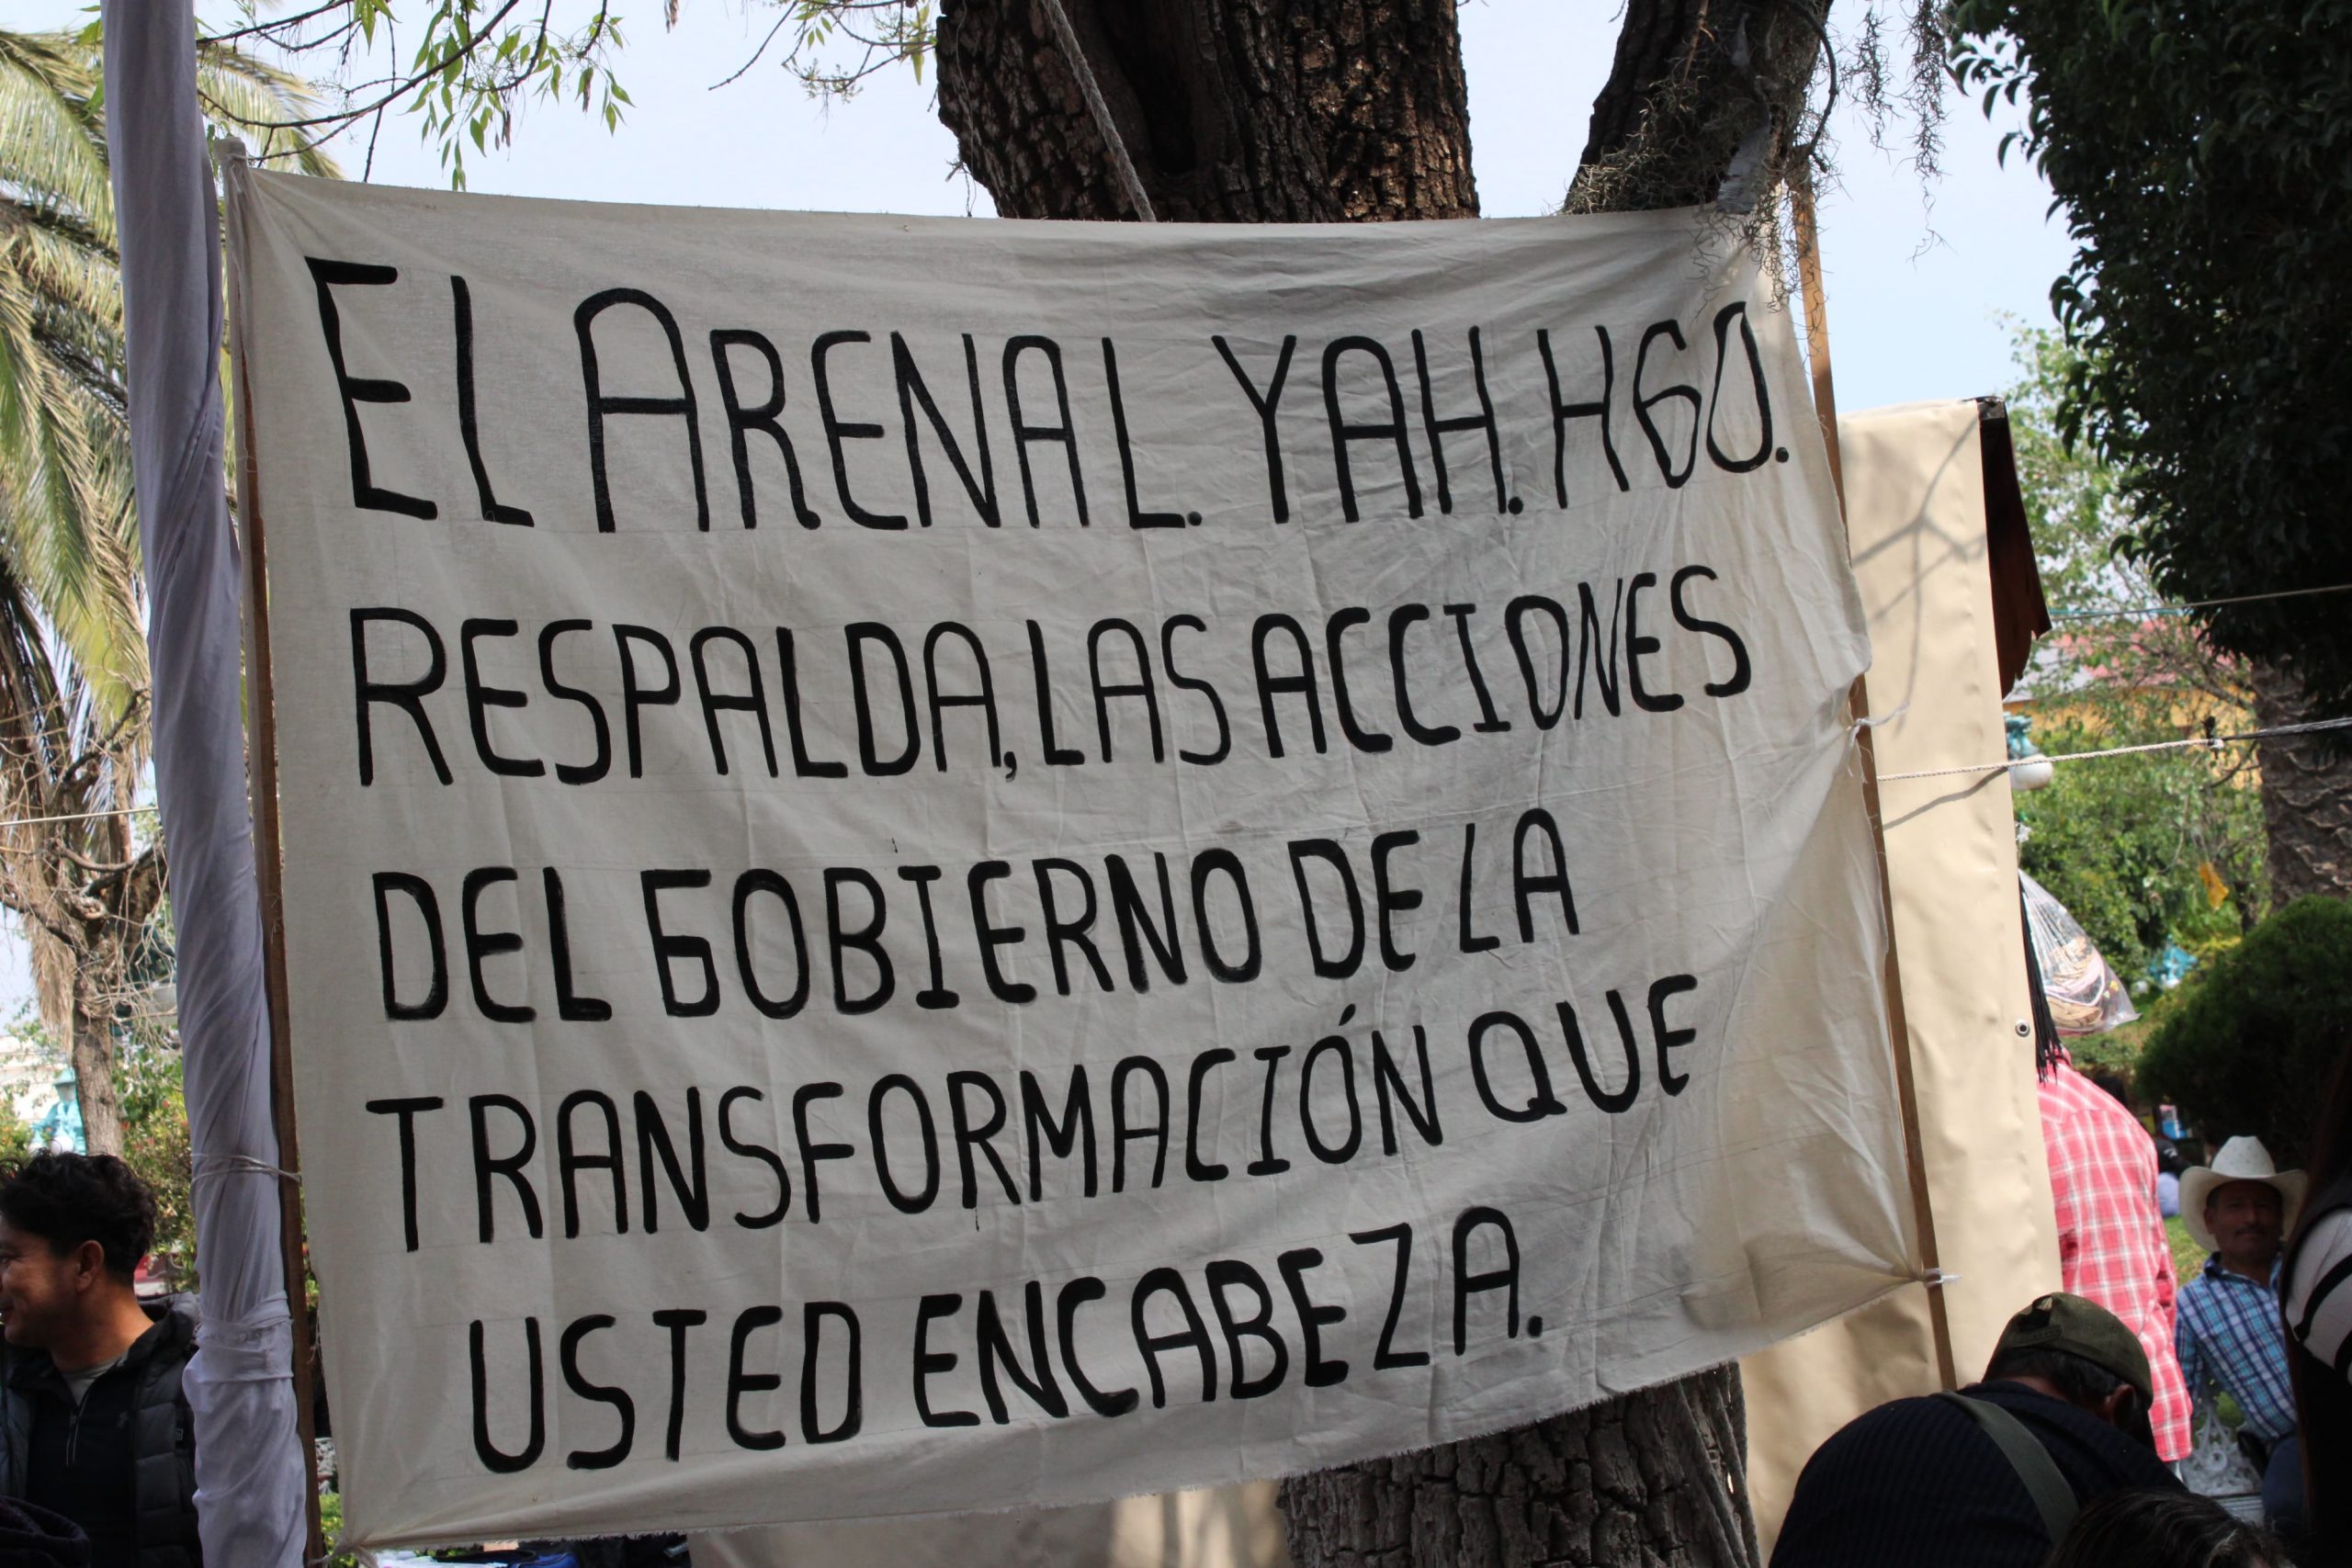 EL ARENAL. YAH. HGO.
RESPALDA, LAS ACCIONES
DEL GOBIERNO DE LA
TRANSFORMACIÓN QUE
USTED ENCABEZA.